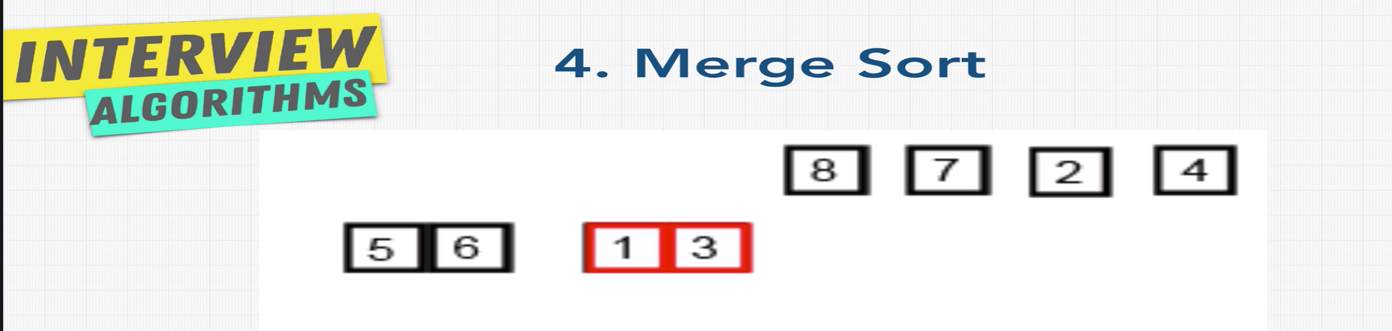 INTERVIEW
ALGORITHMS
4. Merge Sort
8 7 2 4
5 6 1 3